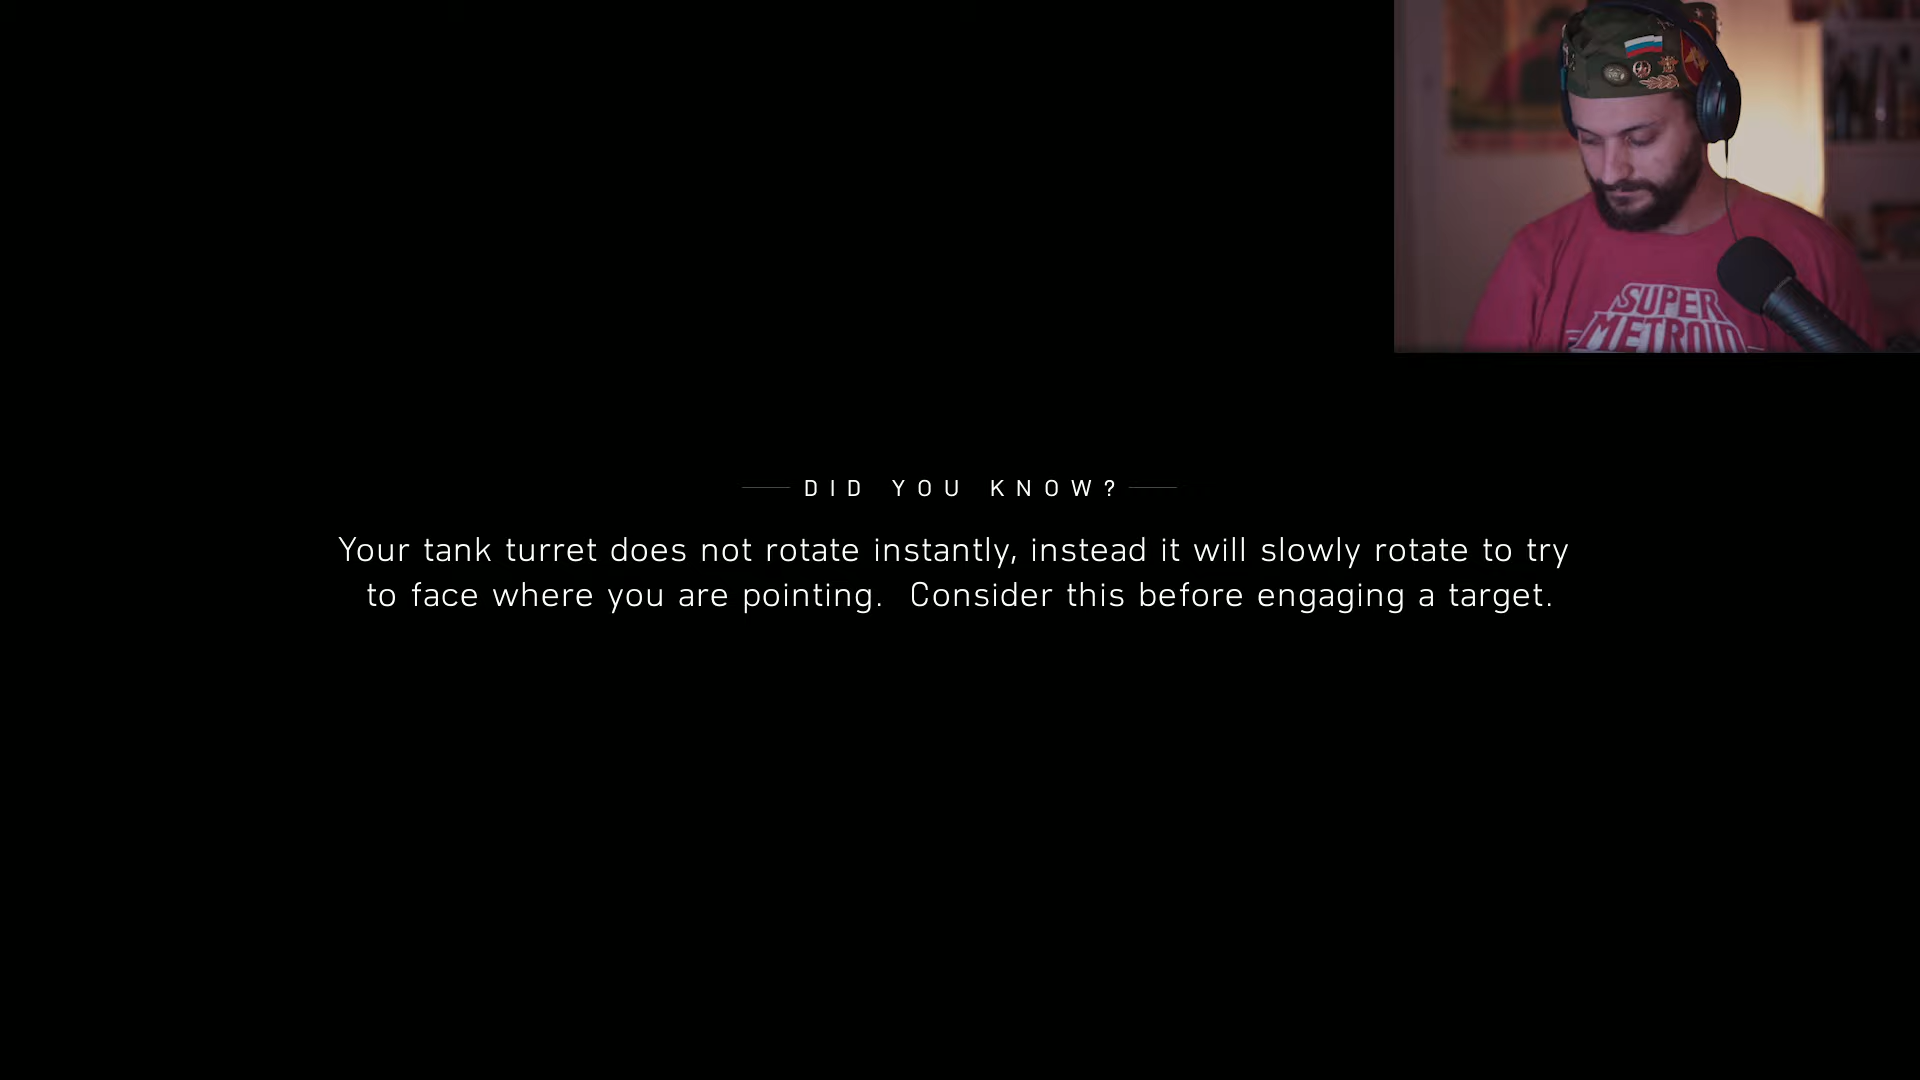 SUPER
METROID
DID YOU KNOW?
Your tank turret does not rotate instantly, instead it will slowly rotate to try
to face where you are pointing.  Consider this before engaging a target.